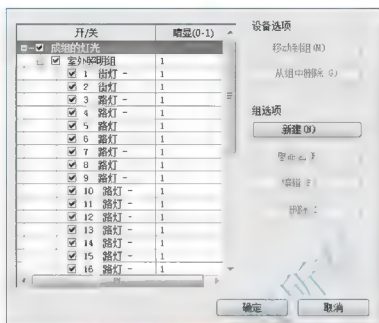 开/关 暗显(0-1)
成组的灯光
室外照明组 1
1 街灯 - 1
2 街灯 1
3 路灯 - 1
4 路灯 - 1
5 路灯 1
6 路灯 1
7 路灯 - 1
8 路灯 1
9 路灯 - 1
10 路灯 - 1
11 路灯 - 1
12 路灯 - 1
13 路灯 - 1
14 路灯 - 1
15 路灯 - 1
16 路灯 - 1
设备选项
移动到组(M)
从组中删除 G)
组选项
新建(N)
确定 取消